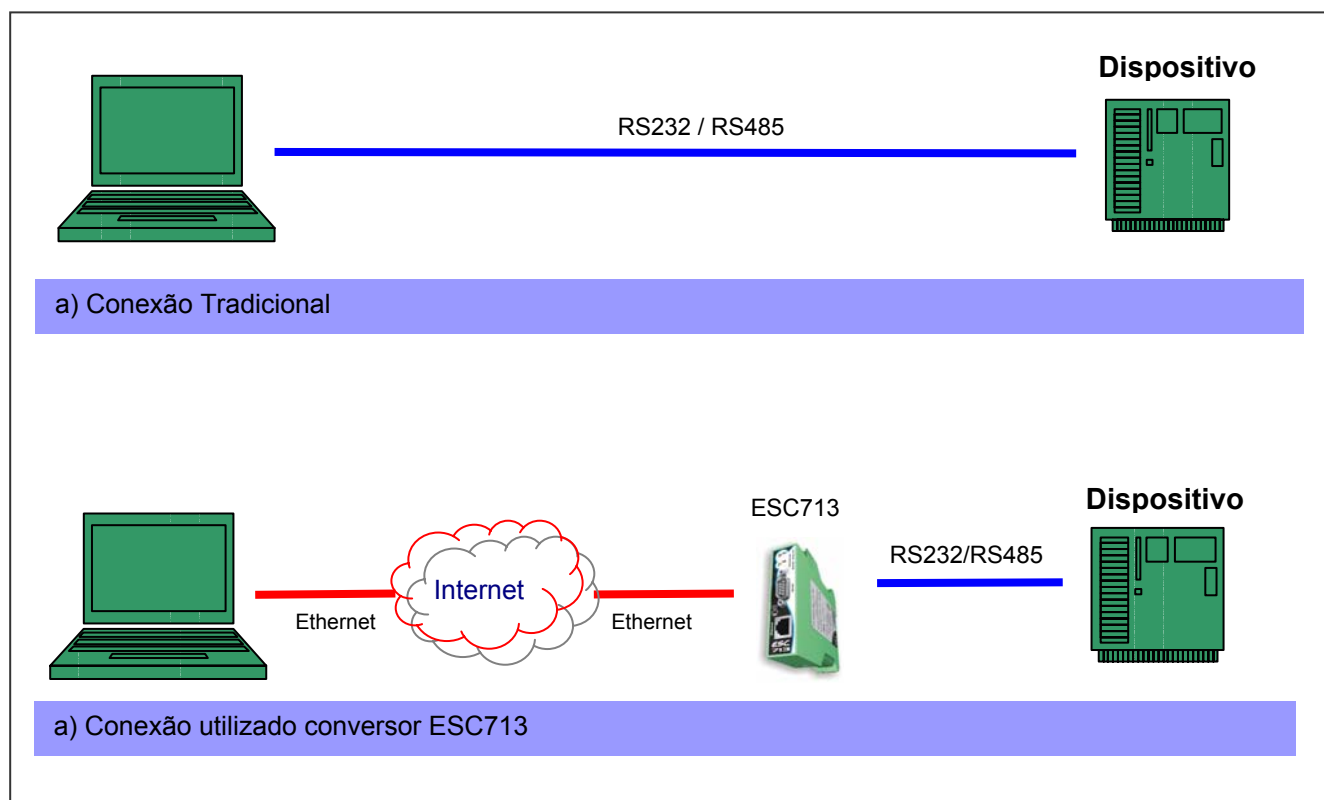 Dispositivo
RS232 / RS485
a) Conexão Tradicional
ESC713
Dispositivo
RS232/RS485
Internet
Ethernet
Ethernet
a) Conexão utilizado conversor ESC713